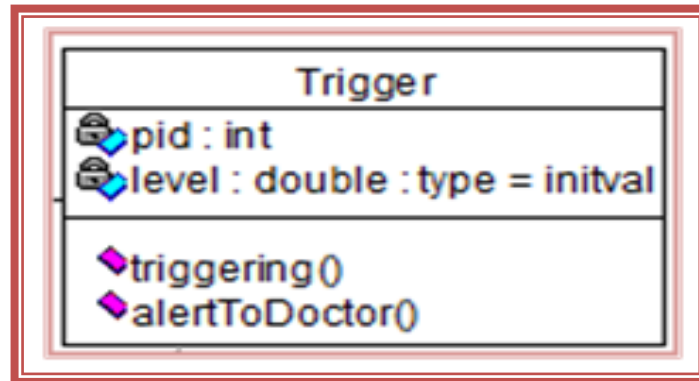 Trigger
pid : int
level : double : type = initval
triggering()
alertToDoctor()